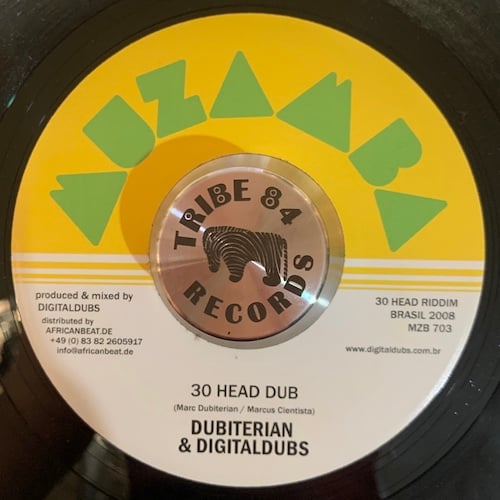 MUZAMBA
TRIBE 84
RECORDS
produced & mixed by
DIGITALDUBS
distributed by
AFRICANBEAT.DE
+49 (0) 83 82 2605917
info@africanbeat.de
30 HEAD RIDDIM
BRASIL 2008
MZB 703
www.digitaldubs.com.br
30 HEAD DUB
(Marc Dubiterian / Marcus Cientista)
DUBITERIAN
& DIGITALDUBS